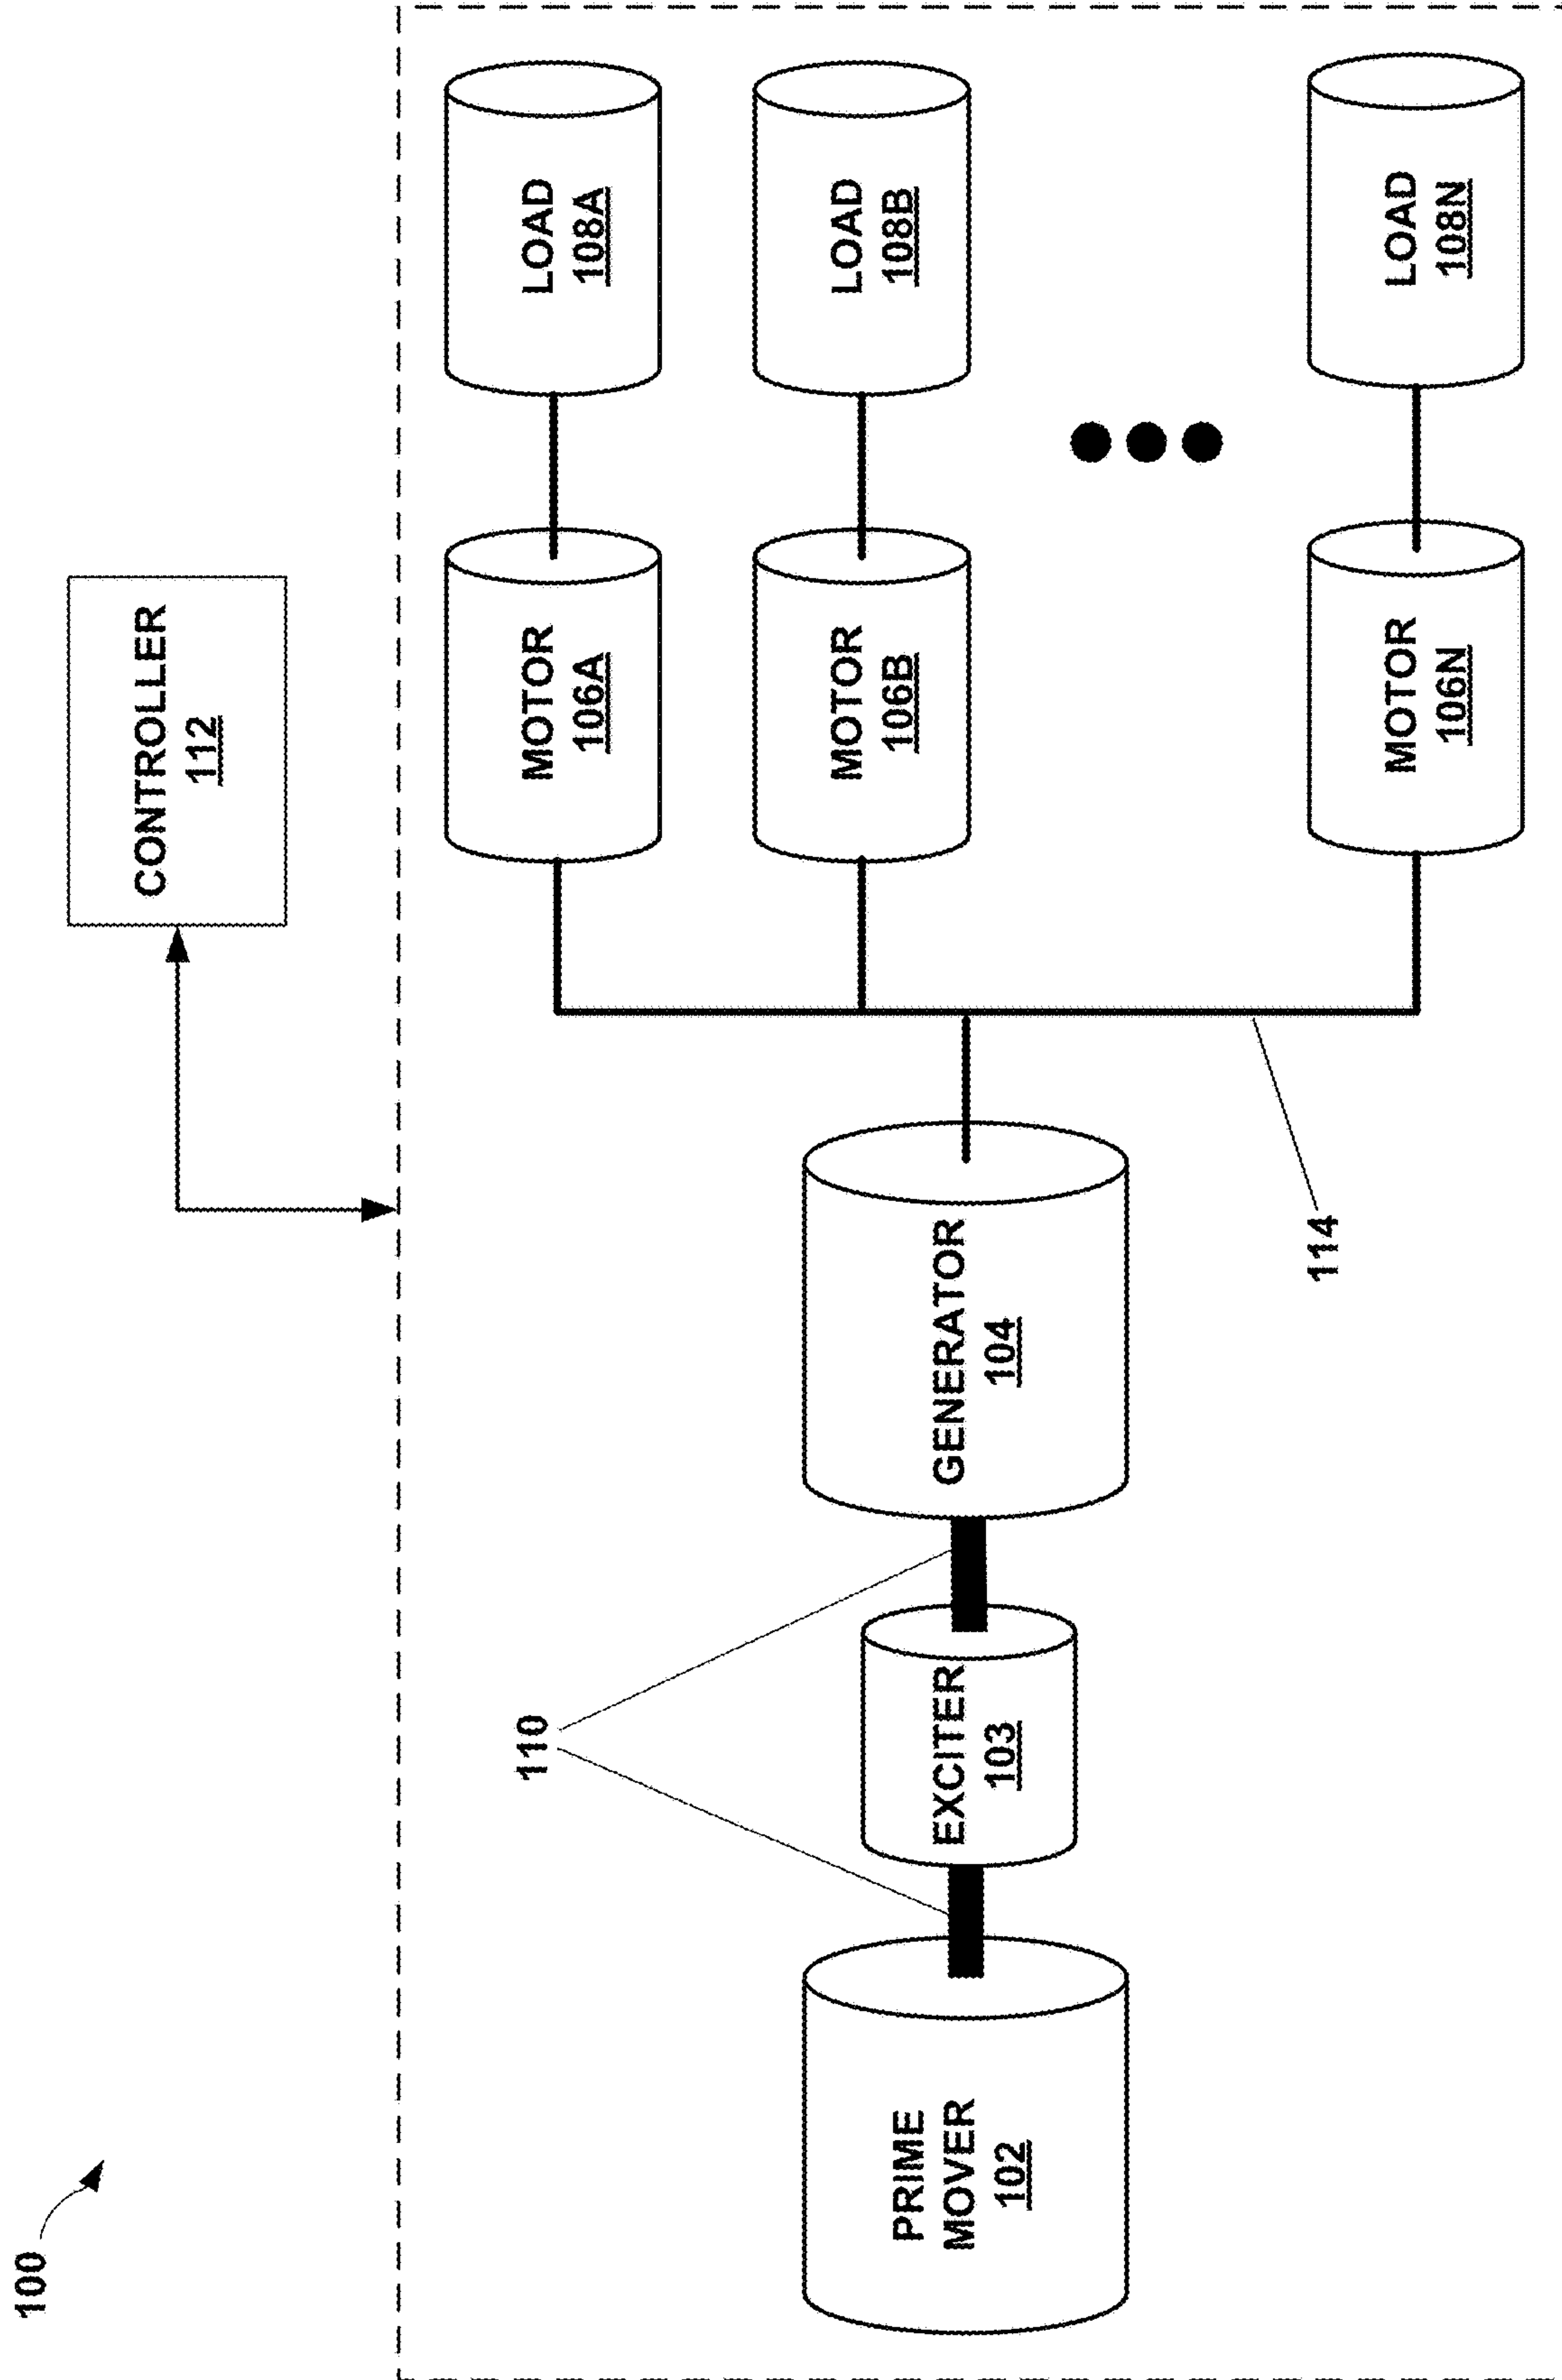 100
CONTROLLER
112
PRIME
MOVER
102
110
EXCITER
103
GENERATOR
104
114
MOTOR
106A
LOAD
108A
MOTOR
106B
LOAD
108B
MOTOR
106N
LOAD
108N